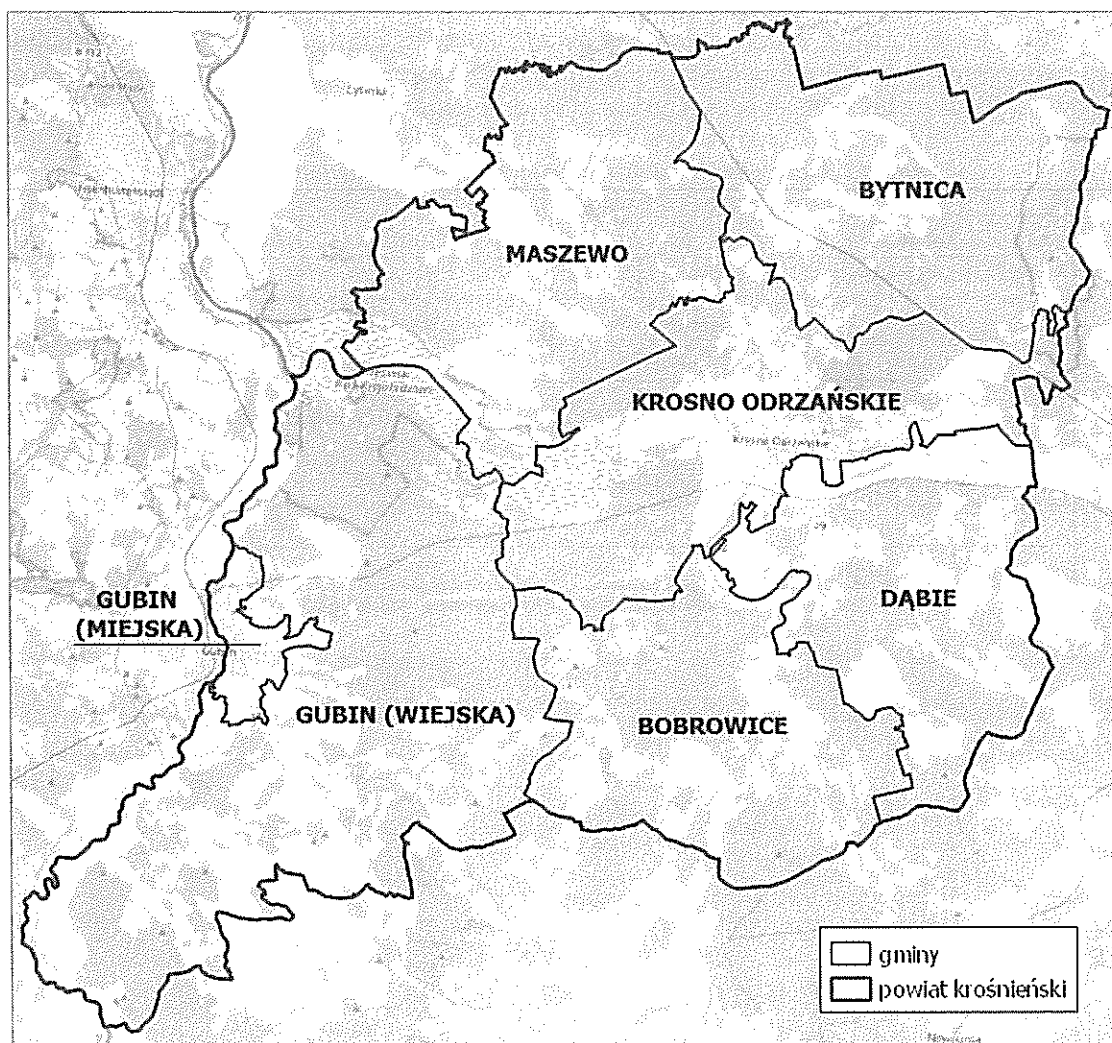 BYTNICA
MASZEWO
KROSNO ODRZAŃSKIE
GUBIN
(MIEJSKA)
DĄBIE
GUBIN (WIEJSKA)
BOBROWICE
gminy
powiat krośnieński